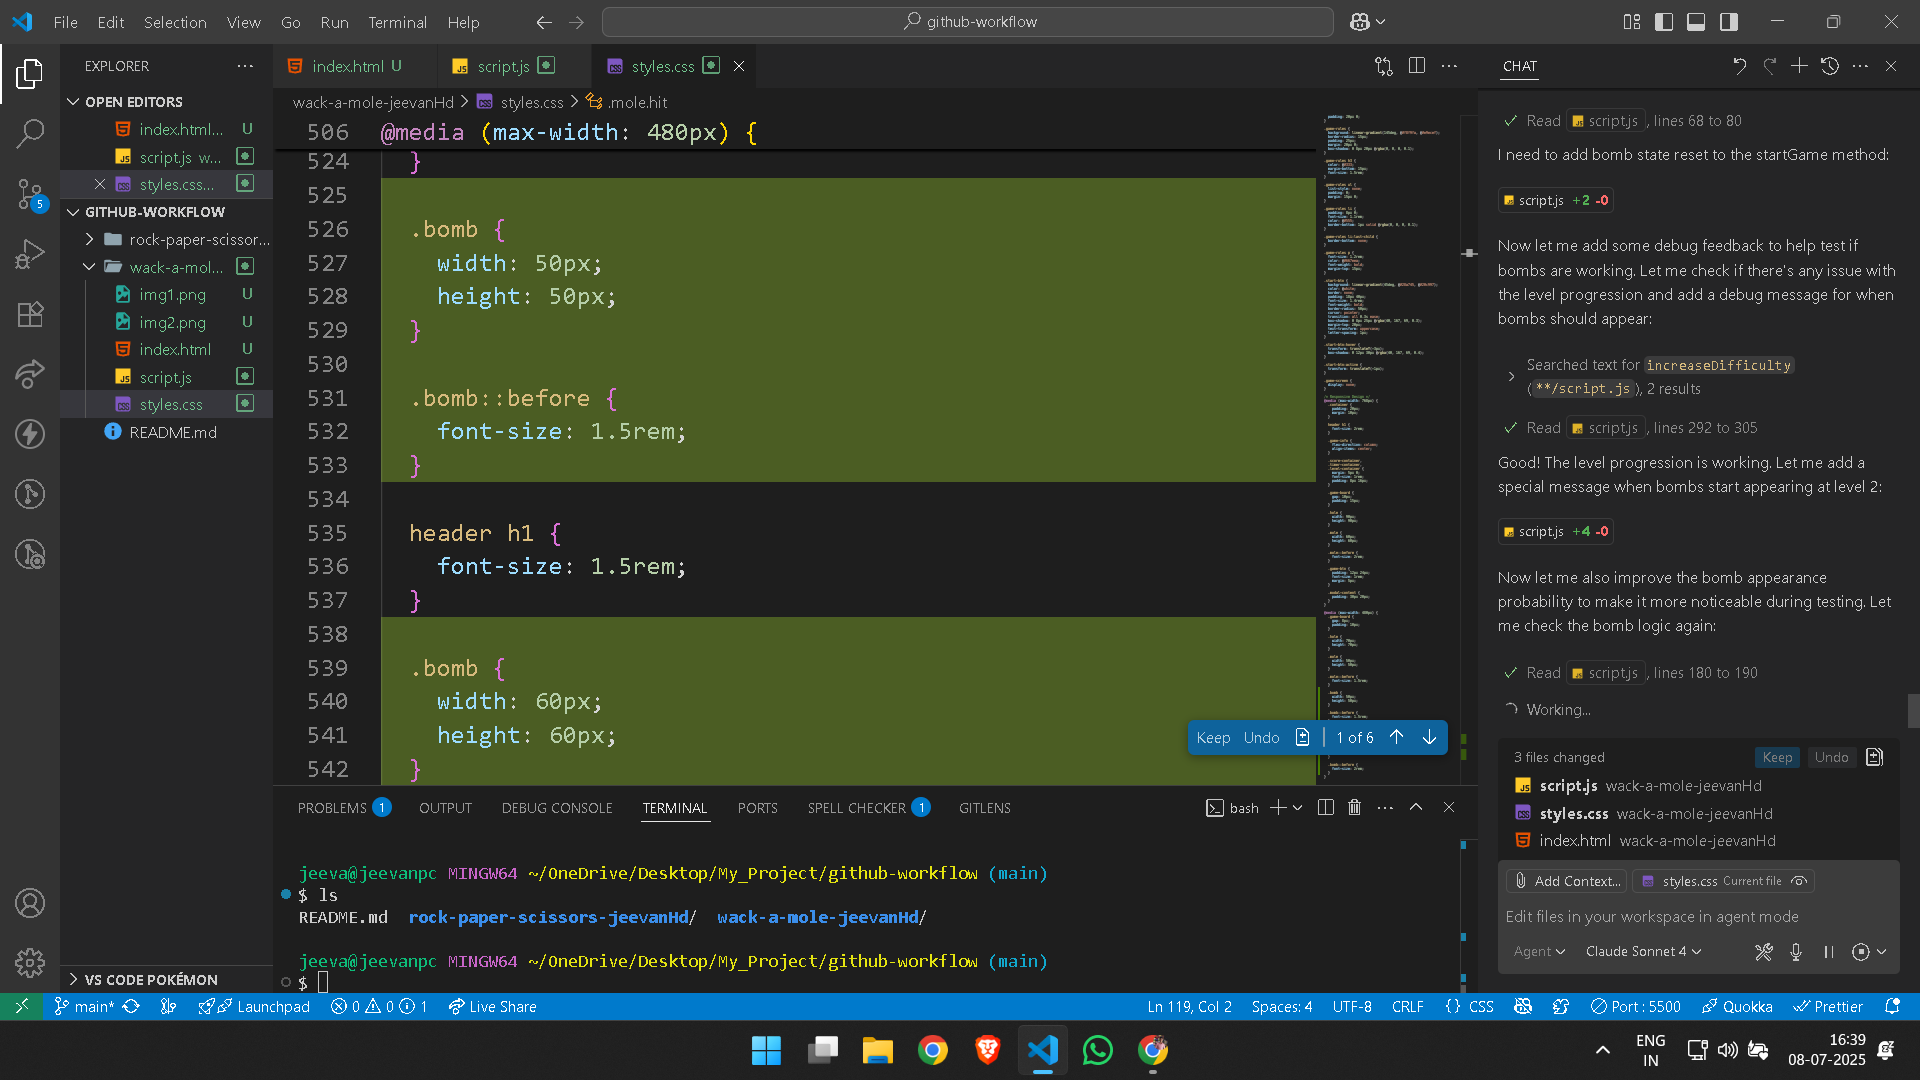 File Edit Selection View Go Run Terminal Help
github-workflow
EXPLORER
OPEN EDITORS
index.html... U
script.js w...
styles.css...
GITHUB-WORKFLOW
rock-paper-scissor...
wack-a-mol...
img1.png U
img2.png U
index.html U
script.js
styles.css
README.md
VS CODE POKÉMON
index.html U
script.js
styles.css
wack-a-mole-jeevanHd > styles.css > .mole.hit
506 @media (max-width: 480px) {
524 }
525
526 .bomb {
527 width: 50px;
528 height: 50px;
529 }
530
531 .bomb::before {
532 font-size: 1.5rem;
533 }
534
535 header h1 {
536 font-size: 1.5rem;
537 }
538
539 .bomb {
540 width: 60px;
541 height: 60px;
542 }
Keep Undo 1 of 6
PROBLEMS 1 OUTPUT DEBUG CONSOLE TERMINAL PORTS SPELL CHECKER 1 GITLENS
bash
jeeva@jeevanpc MINGW64 ~/OneDrive/Desktop/My_Project/github-workflow (main)
$ ls
README.md rock-paper-scissors-jeevanHd/ wack-a-mole-jeevanHd/
jeeva@jeevanpc MINGW64 ~/OneDrive/Desktop/My_Project/github-workflow (main)
$
CHAT
Read script.js, lines 68 to 80
I need to add bomb state reset to the startGame method:
script.js +2 -0
Now let me add some debug feedback to help test if
bombs are working. Let me check if there's any issue with
the level progression and add a debug message for when
bombs should appear:
Searched text for increaseDifficulty
(**/script.js), 2 results
Read script.js, lines 292 to 305
Good! The level progression is working. Let me add a
special message when bombs start appearing at level 2:
script.js +4 -0
Now let me also improve the bomb appearance
probability to make it more noticeable during testing. Let
me check the bomb logic again:
Read script.js, lines 180 to 190
Working...
3 files changed Keep Undo
script.js wack-a-mole-jeevanHd
styles.css wack-a-mole-jeevanHd
index.html wack-a-mole-jeevanHd
Add Context... styles.css Current file
Edit files in your workspace in agent mode
Agent Claude Sonnet 4
5
main* Launchpad 0 0 1 Live Share
Ln 119, Col 2 Spaces: 4 UTF-8 CRLF {} CSS Port : 5500 Quokka Prettier
ENG
IN
16:39
08-07-2025